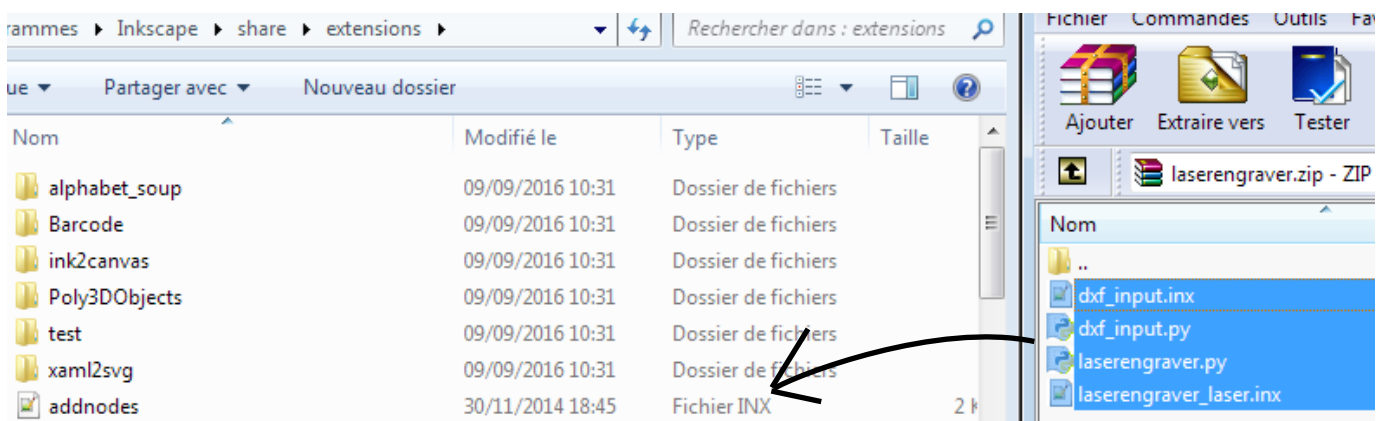 rammes ▸ Inkscape ▸ share ▸ extensions ▸
Rechercher dans : extensions
ue ▾ Partager avec ▾ Nouveau dossier
Nom Modifié le Type Taille
alphabet_soup 09/09/2016 10:31 Dossier de fichiers
Barcode 09/09/2016 10:31 Dossier de fichiers
ink2canvas 09/09/2016 10:31 Dossier de fichiers
Poly3DObjects 09/09/2016 10:31 Dossier de fichiers
test 09/09/2016 10:31 Dossier de fichiers
xaml2svg 09/09/2016 10:31 Dossier de fichiers
addnodes 30/11/2014 18:45 Fichier INX 2 K
Fichier Commandes Outils Fav
Ajouter Extraire vers Tester
laserengraver.zip - ZIP
Nom
..
dxf_input.inx
dxf_input.py
laserengraver.py
laserengraver_laser.inx